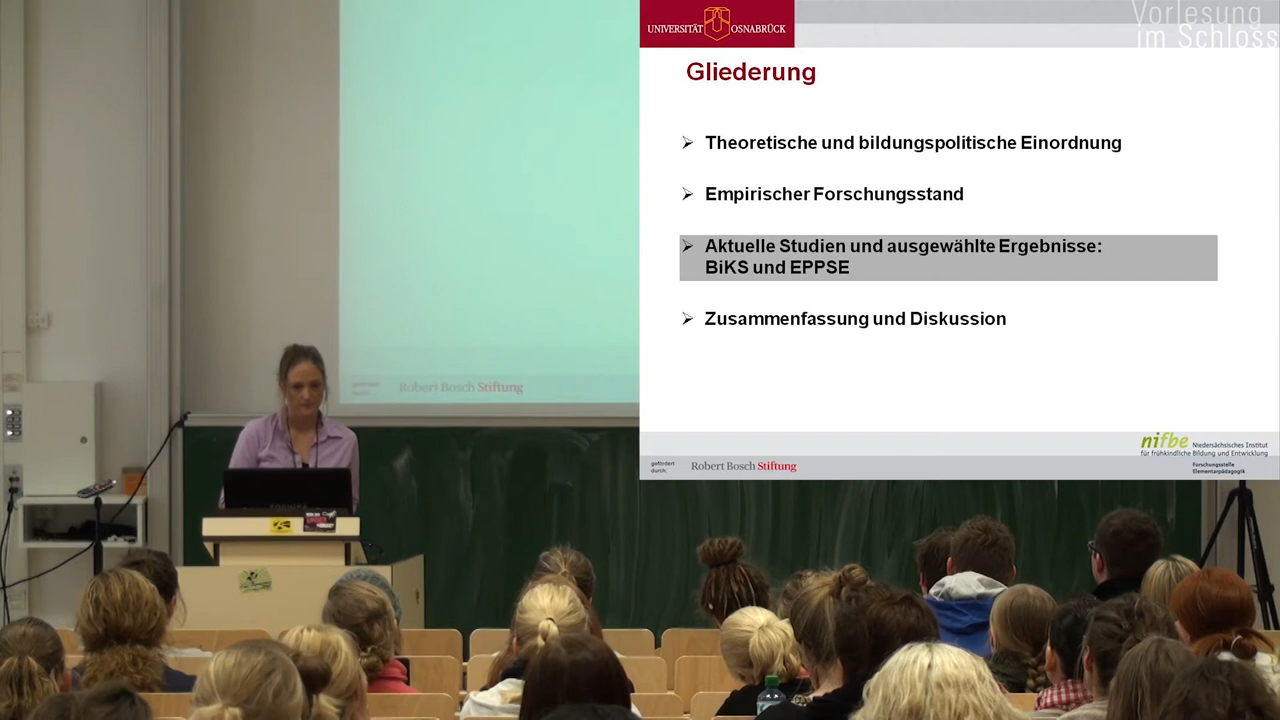 UNIVERSITÄT OSNABRÜCK
Vorlesung
im Schloss
Gliederung
Theoretische und bildungspolitische Einordnung
Empirischer Forschungsstand
Aktuelle Studien und ausgewählte Ergebnisse:
BiKS und EPPSE
Zusammenfassung und Diskussion
Robert Bosch Stiftung
nifbe Niedersächsisches Institut
für frühkindliche Bildung und Entwicklung
Forschungsstelle
Elementarpädagogik
gefördert
durch:
Robert Bosch Stiftung